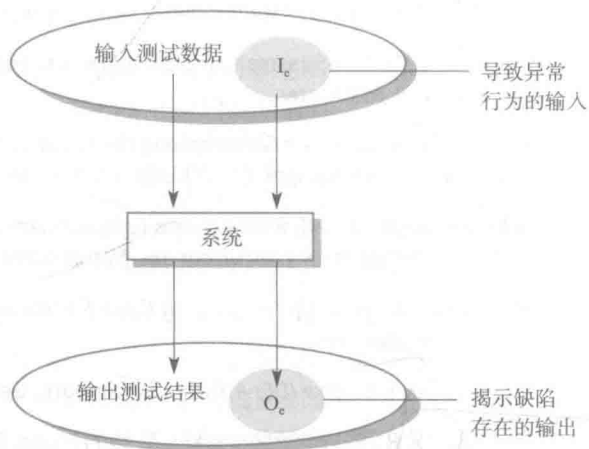 输入测试数据
Ie
导致异常
行为的输入
系统
输出测试结果
Oe
揭示缺陷
存在的输出